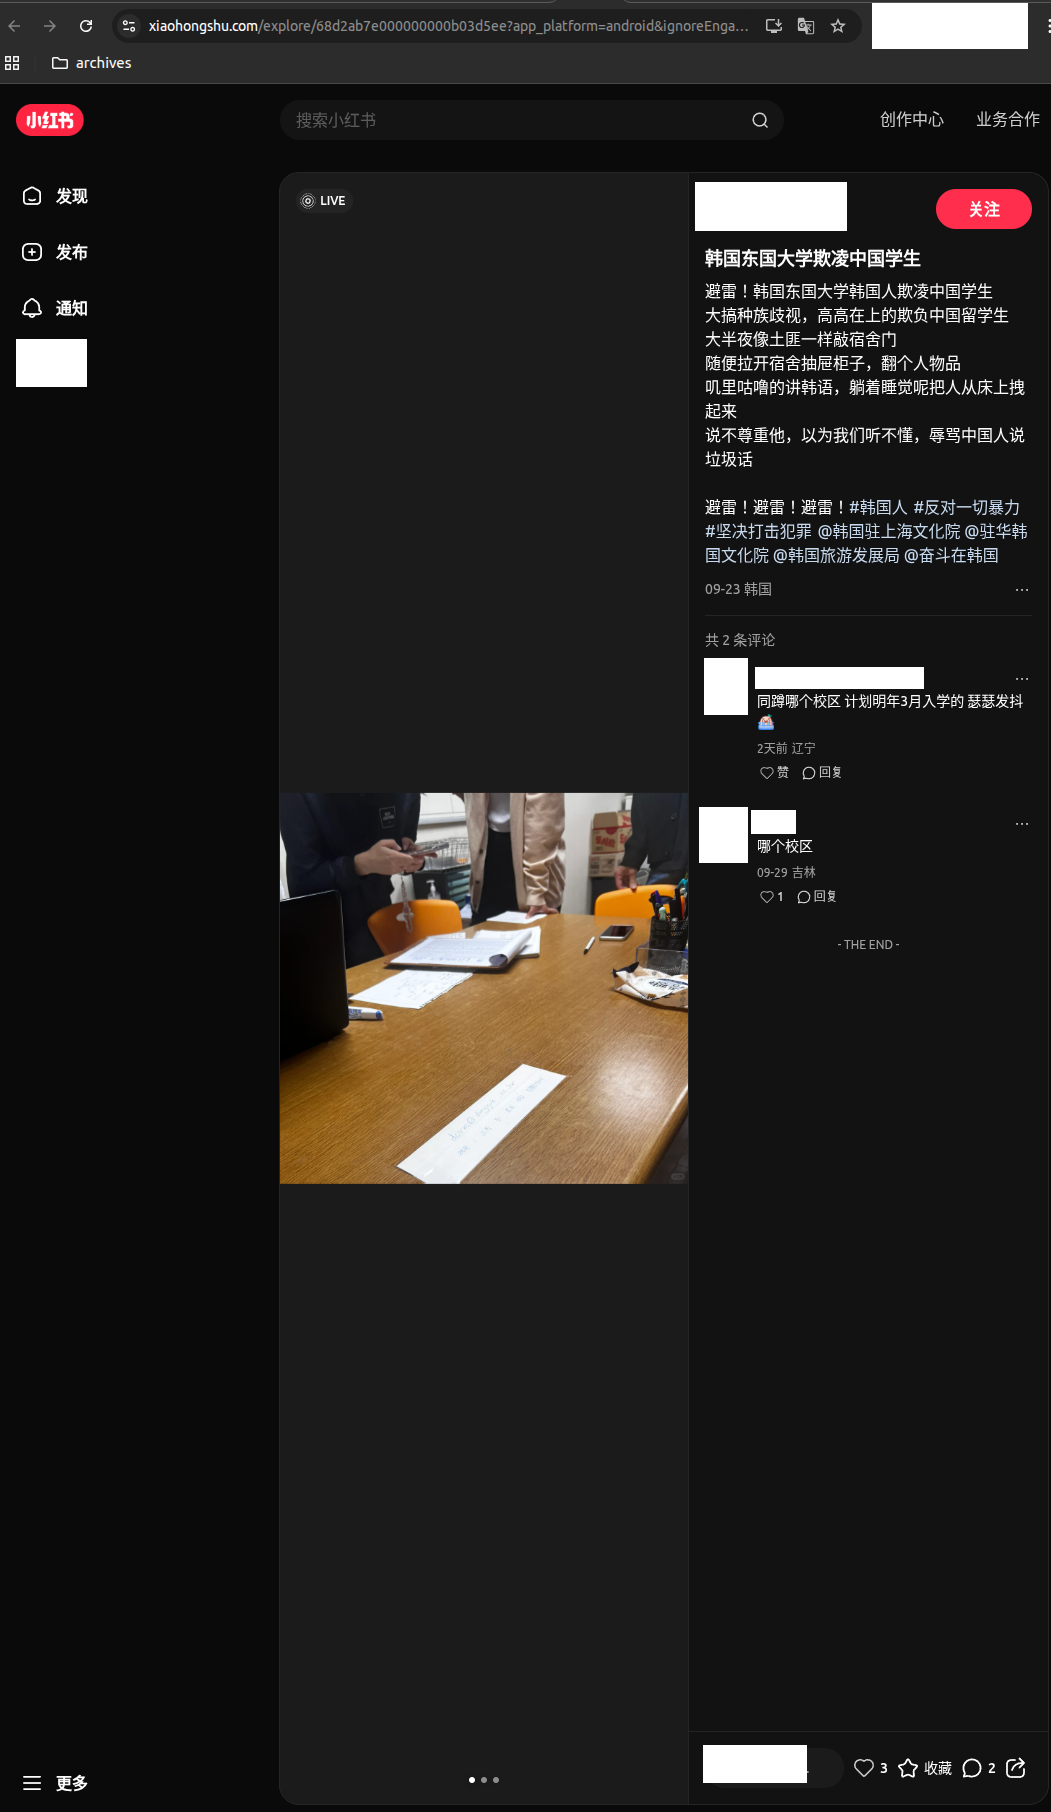 xiaohongshu.com/explore/68d2ab7e000000000b03d5ee?app_platform=android&ignoreEnga...
archives
小红书
搜索小红书
创作中心
业务合作
发现
发布
通知
更多
LIVE
关注
韩国东国大学欺凌中国学生
避雷！韩国东国大学韩国人欺凌中国学生
大搞种族歧视，高高在上的欺负中国留学生
大半夜像土匪一样敲宿舍门
随便拉开宿舍抽屉柜子，翻个人物品
叽里咕噜的讲韩语，躺着睡觉呢把人从床上拽
起来
说不尊重他，以为我们听不懂，辱骂中国人说
垃圾话
避雷！避雷！避雷！#韩国人 #反对一切暴力
#坚决打击犯罪 @韩国驻上海文化院 @驻华韩
国文化院 @韩国旅游发展局 @奋斗在韩国
09-23 韩国
共 2 条评论
同蹲哪个校区 计划明年3月入学的 瑟瑟发抖
2天前 辽宁
赞
回复
哪个校区
09-29 吉林
1
回复
- THE END -
3
收藏
2